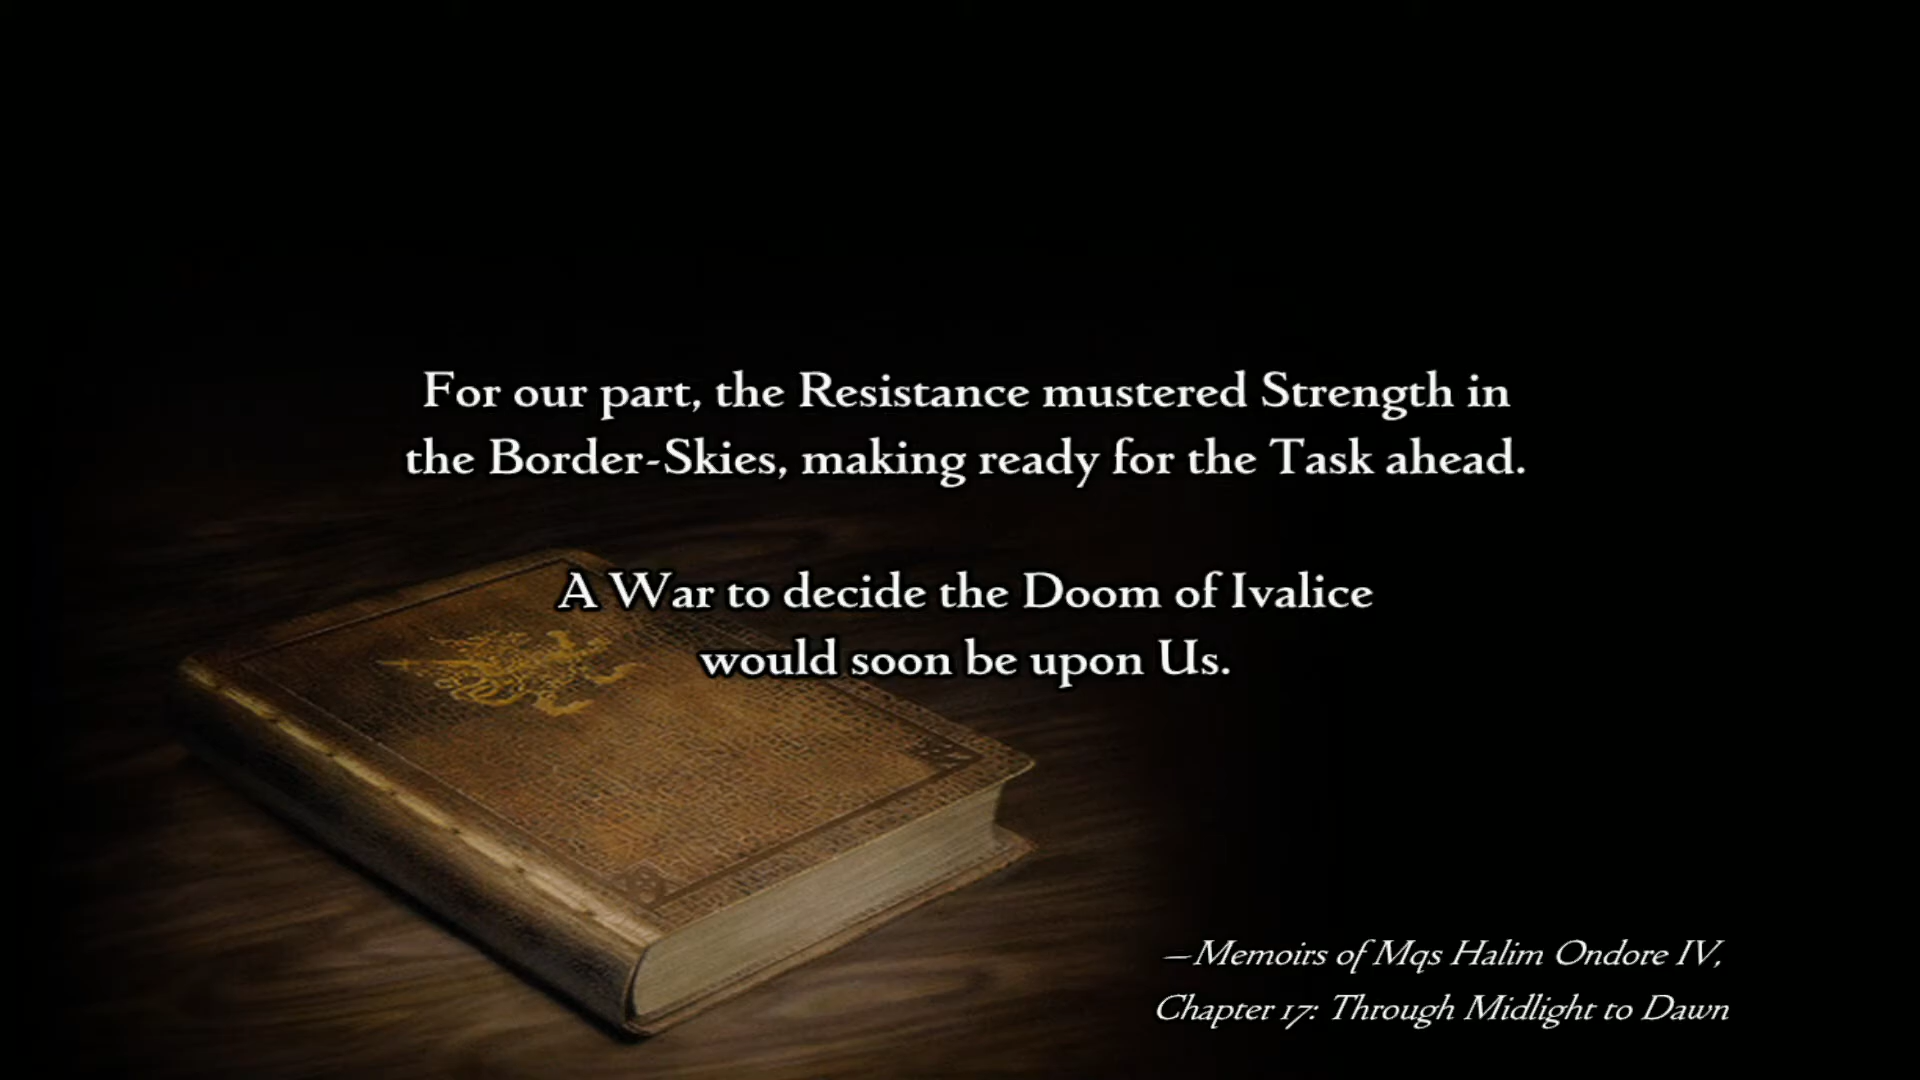 For our part, the Resistance mustered Strength in
the Border-Skies, making ready for the Task ahead.
A War to decide the Doom of Ivalice
would soon be upon Us.
—Memoirs of Mqs Halim Ondore IV,
Chapter 17: Through Midlight to Dawn